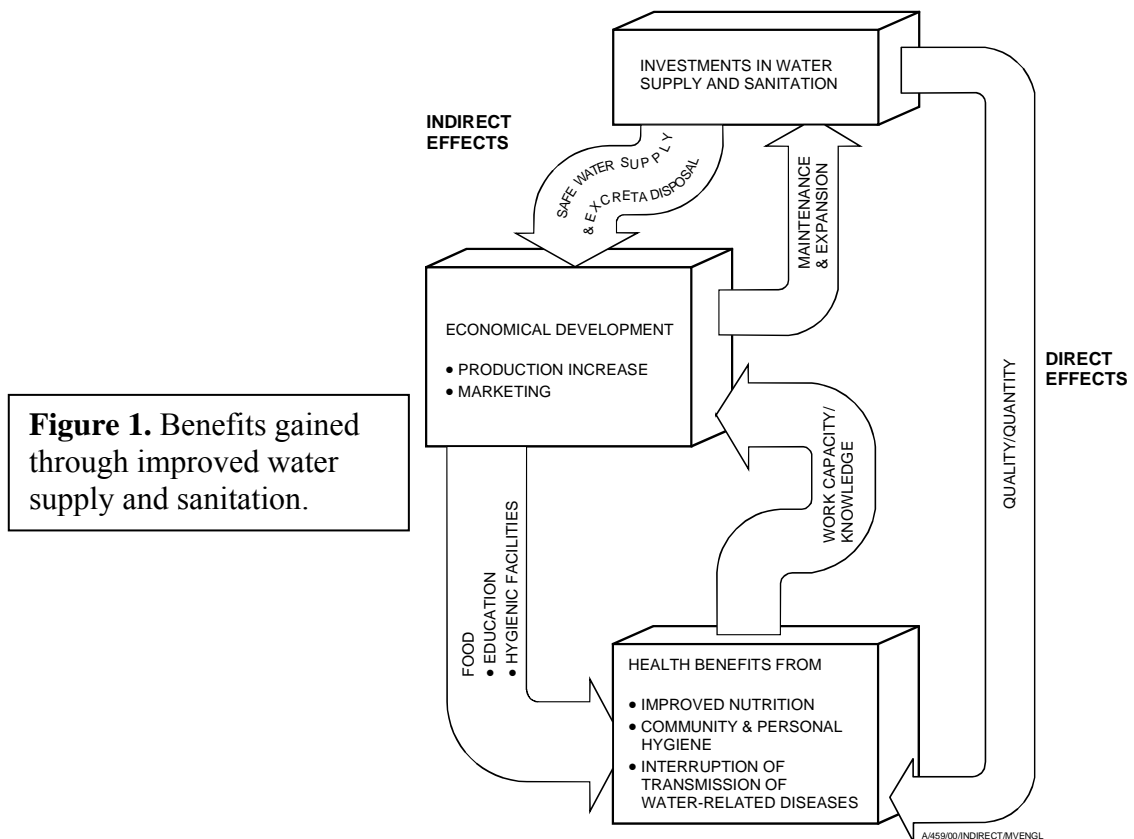 INVESTMENTS IN WATER
SUPPLY AND SANITATION
INDIRECT
EFFECTS
SAFE WATER SUPPLY
& EXCRETA DISPOSAL
MAINTENANCE
& EXPANSION
ECONOMICAL DEVELOPMENT
• PRODUCTION INCREASE
• MARKETING
DIRECT
EFFECTS
QUALITY/QUANTITY
Figure 1. Benefits gained
through improved water
supply and sanitation.
WORK CAPACITY/
KNOWLEDGE
FOOD
• EDUCATION
• HYGIENIC FACILITIES
HEALTH BENEFITS FROM
• IMPROVED NUTRITION
• COMMUNITY & PERSONAL
HYGIENE
• INTERRUPTION OF
TRANSMISSION OF
WATER-RELATED DISEASES
A/459/00/INDIRECT/MVENGL